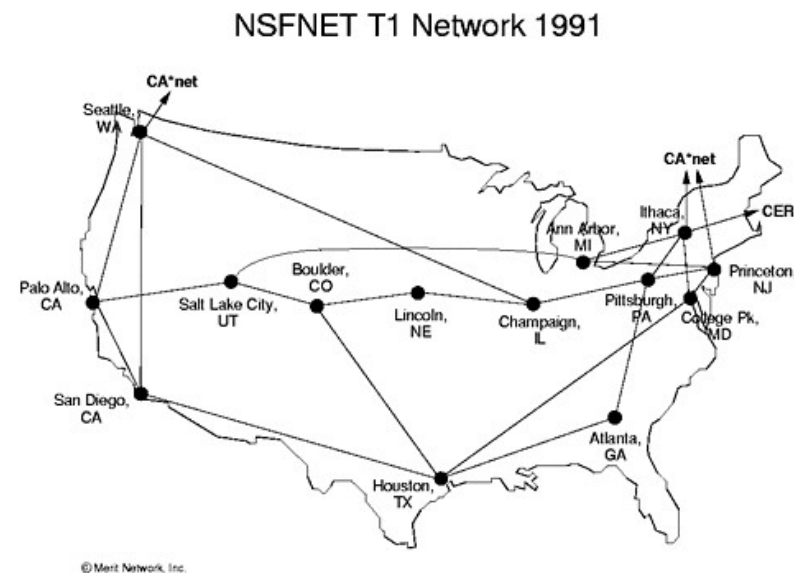 NSFNET T1 Network 1991
CA*net
Seattle,
WA
CA*net
Ithaca,
NY
CER
Ann Arbor,
MI
Boulder,
CO
Princeton
NJ
Palo Alto,
CA
Salt Lake City,
UT
Pittsburgh,
PA
Lincoln,
NE
Champaign,
IL
College Pk,
MD
San Diego,
CA
Atlanta,
GA
Houston,
TX
© Merit Network, Inc.